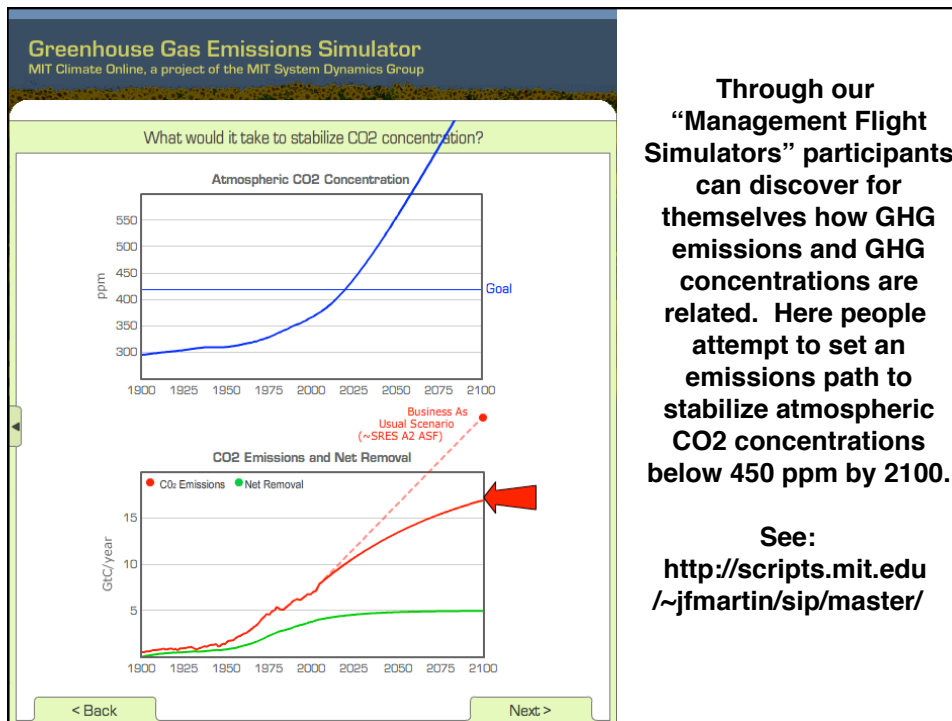 Greenhouse Gas Emissions Simulator
MIT Climate Online, a project of the MIT System Dynamics Group
What would it take to stabilize CO2 concentration?
Atmospheric CO2 Concentration
550
500
450
400
350
300
ppm
Goal
1900 1925 1950 1975 2000 2025 2050 2075 2100
Business As
Usual Scenario
(~SRES A2 ASF)
CO2 Emissions and Net Removal
CO₂ Emissions Net Removal
15
10
5
GtC/year
1900 1925 1950 1975 2000 2025 2050 2075 2100
< Back
Next >
Through our
“Management Flight
Simulators” participants
can discover for
themselves how GHG
emissions and GHG
concentrations are
related. Here people
attempt to set an
emissions path to
stabilize atmospheric
CO2 concentrations
below 450 ppm by 2100.
See:
http://scripts.mit.edu
/~jfmartin/sip/master/